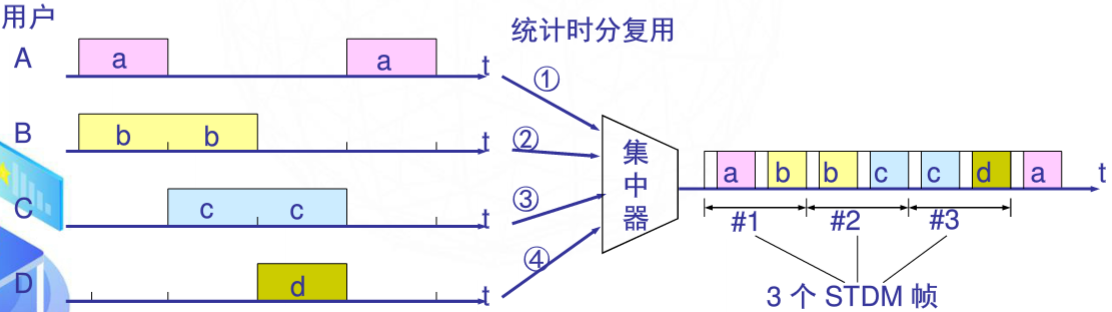 用户
统计时分复用
A a a t
①
B b b t
②
集中器
a b b c c d a t
C c c t
③
#1 #2 #3
D d t
④
3 个 STDM 帧